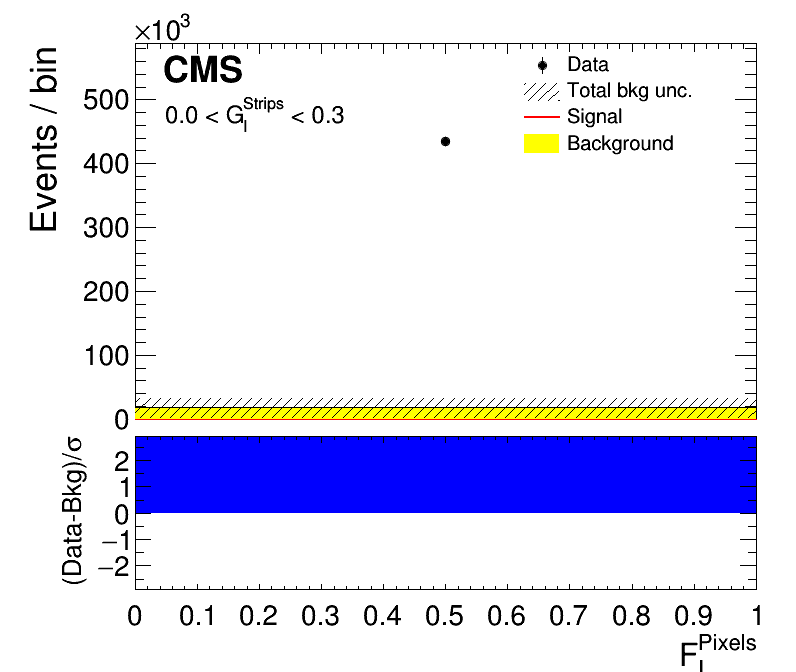 ×10³
Events / bin
CMS
0.0 < G_I^Strips < 0.3
Data
Total bkg unc.
Signal
Background
500
400
300
200
100
0
(Data-Bkg)/σ
2
1
0
−1
−2
0 0.1 0.2 0.3 0.4 0.5 0.6 0.7 0.8 0.9 1
F_I^Pixels